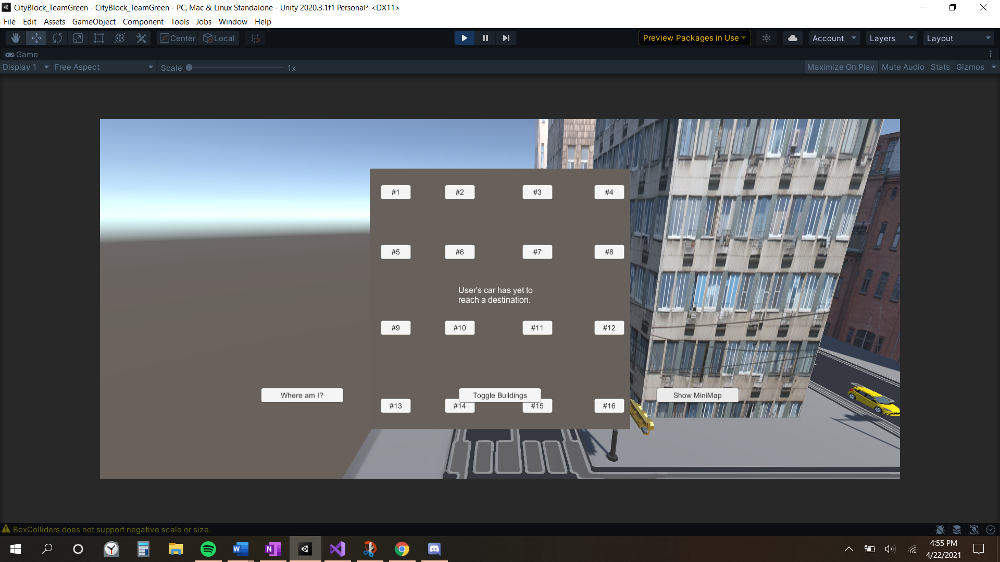 CityBlock_TeamGreen - CityBlock_TeamGreen - PC, Mac & Linux Standalone - Unity 2020.3.1f1 Personal* <DX11>
File Edit Assets GameObject Component Tools Jobs Window Help
Center Local Preview Packages in Use Account Layers Layout
Game
Display 1 Free Aspect Scale 1x Maximize On Play Mute Audio Stats Gizmos
#1 #2 #3 #4
#5 #6 #7 #8
User's car has yet to
reach a destination.
#9 #10 #11 #12
Where am I? Toggle Buildings Show MiniMap
#13 #14 #15 #16
BoxColliders does not support negative scale or size.
4:55 PM
4/22/2021